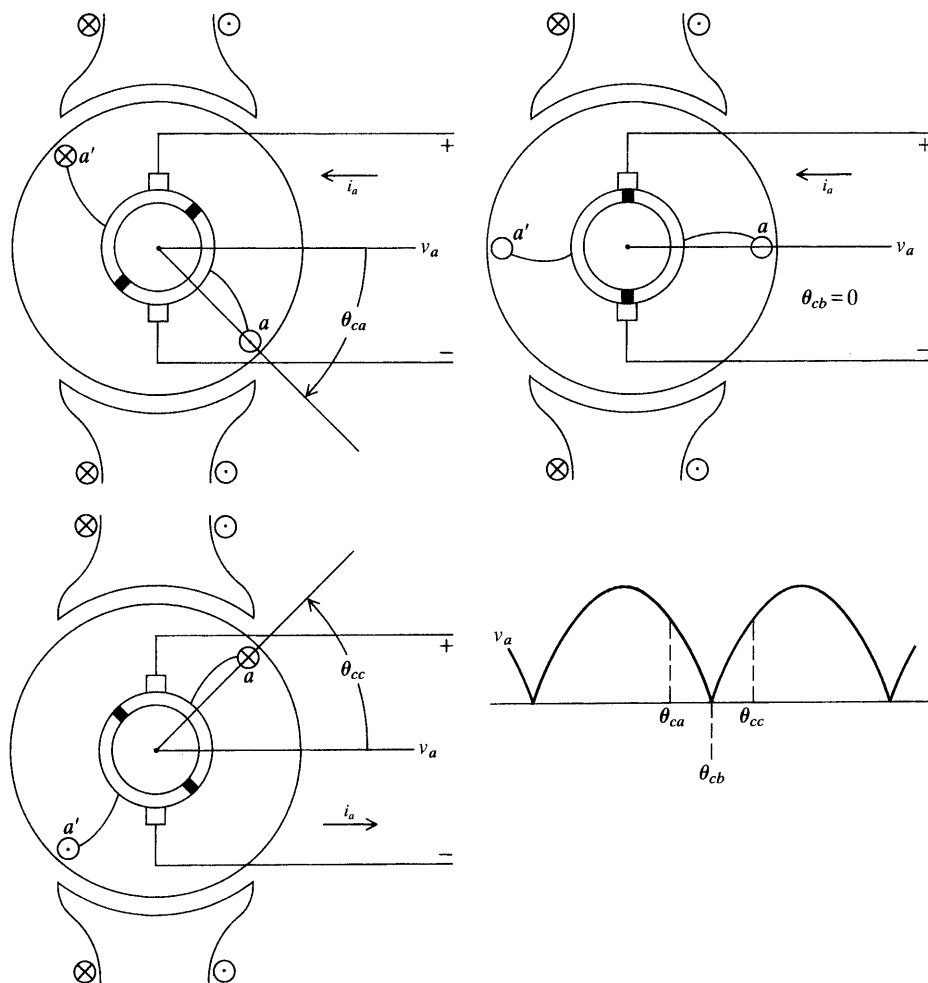 a'
+
i_a
v_a
θ_ca
a
−
a'
+
i_a
a
v_a
θ_cb = 0
−
+
a
θ_cc
v_a
a'
i_a
−
v_a
θ_ca
θ_cc
θ_cb